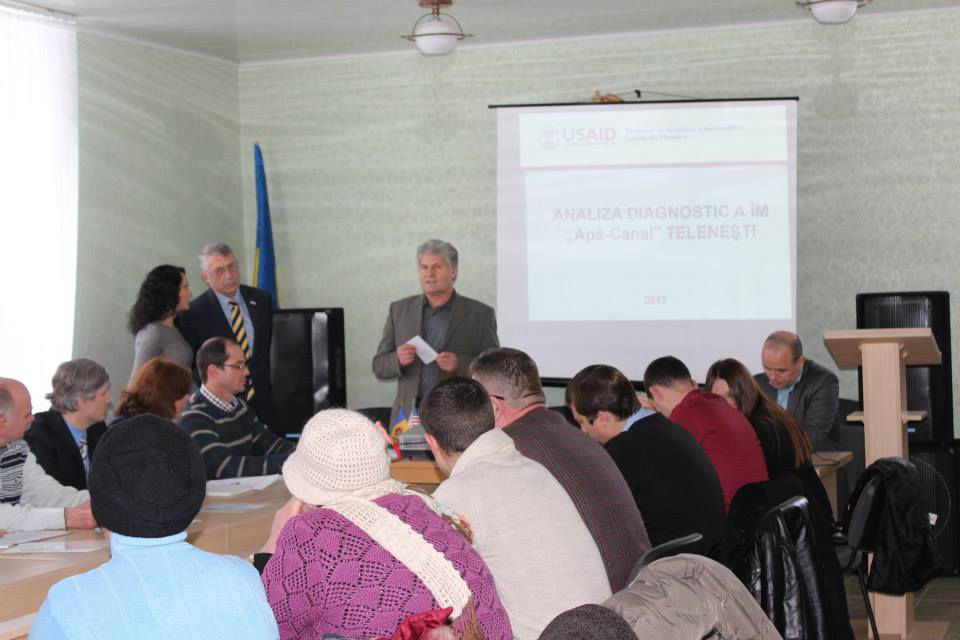 USAID
ANALIZA DIAGNOSTIC A ÎM
„Apă-Canal” TELENEŞTI
2013